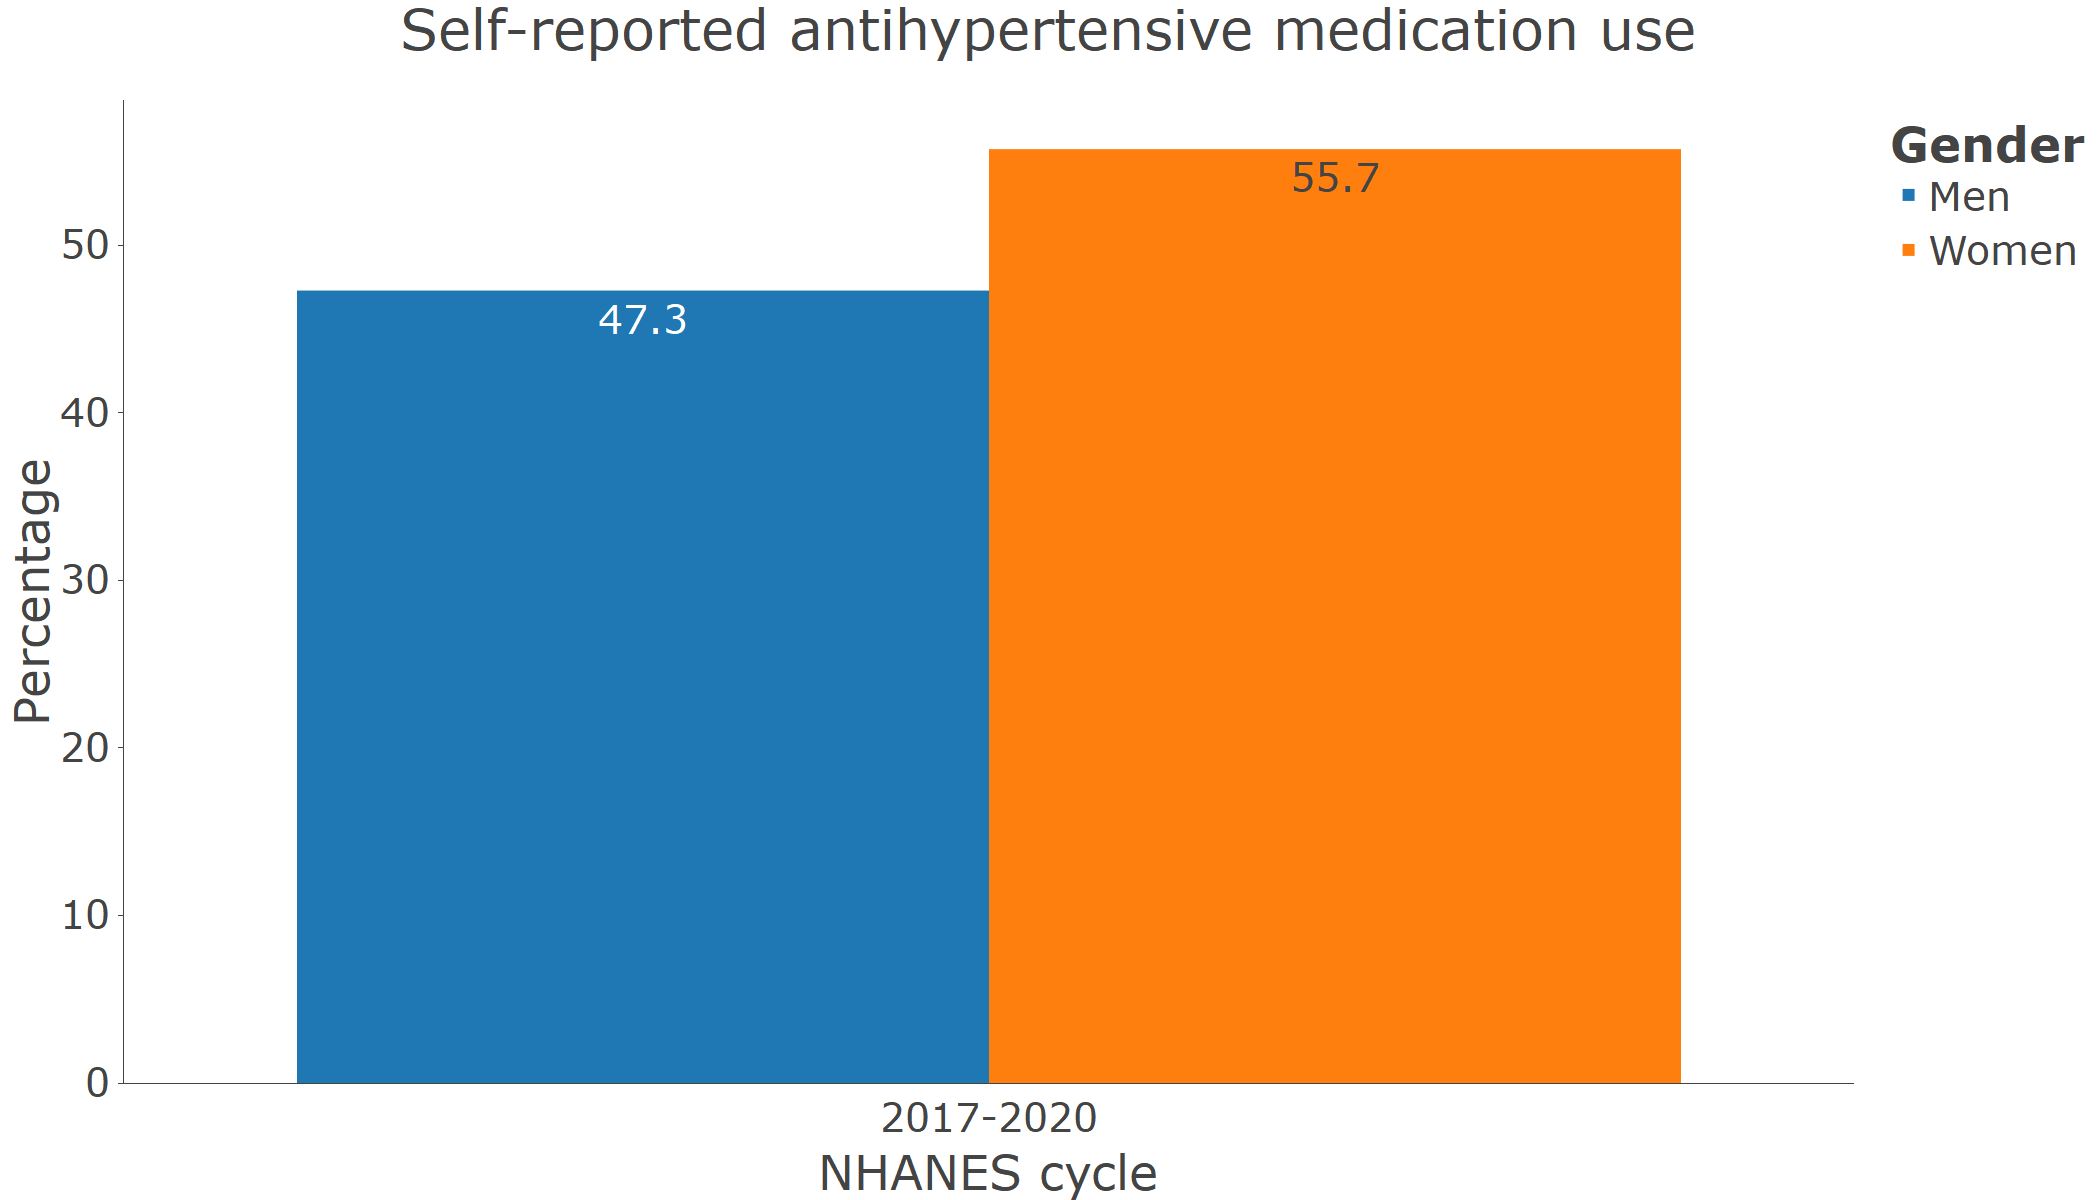 Self-reported antihypertensive medication use
Gender
Men
Women
55.7
47.3
50
40
30
20
10
0
Percentage
2017-2020
NHANES cycle